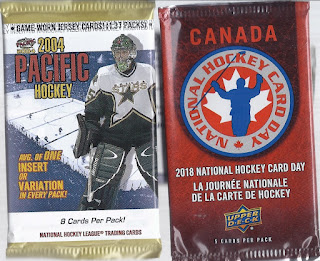 GAME-WORN JERSEY CARDS! (1:37 PACKS)
2004
PACIFIC
HOCKEY
AVG. OF ONE
INSERT
OR
VARIATION
IN EVERY PACK!
8 Cards Per Pack!
NATIONAL HOCKEY LEAGUE® TRADING CARDS
CANADA
NATIONAL HOCKEY CARD DAY
2018 NATIONAL HOCKEY CARD DAY
LA JOURNÉE NATIONALE
DE LA CARTE DE HOCKEY
UPPER
DECK
5 CARDS PER PACK